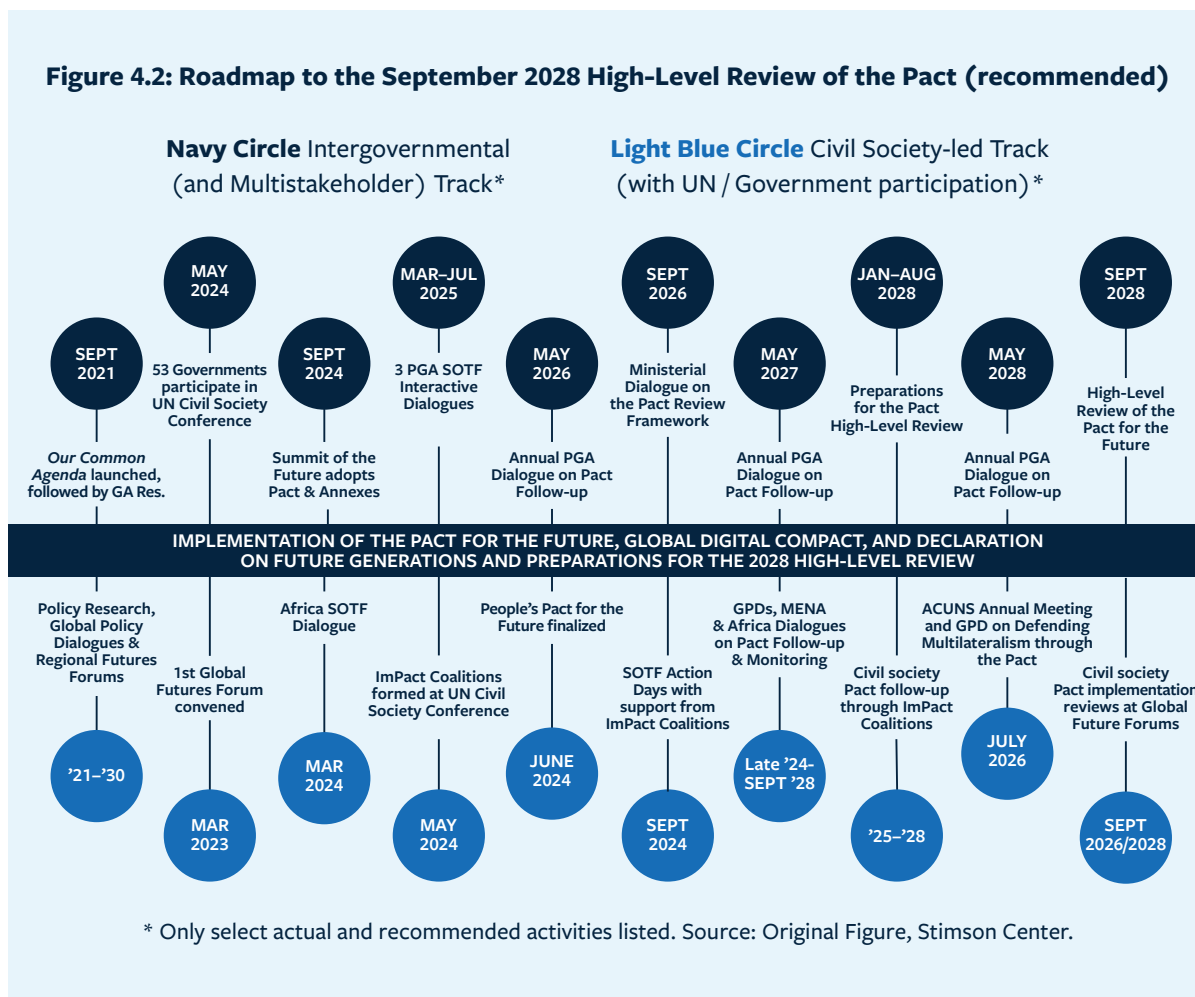 Figure 4.2: Roadmap to the September 2028 High-Level Review of the Pact (recommended)
Navy Circle Intergovernmental
(and Multistakeholder) Track*
Light Blue Circle Civil Society-led Track
(with UN / Government participation)*
SEPT
2021
Our Common
Agenda launched,
followed by GA Res.
MAY
2024
53 Governments
participate in
UN Civil Society
Conference
SEPT
2024
Summit of the
Future adopts
Pact & Annexes
MAR–JUL
2025
3 PGA SOTF
Interactive
Dialogues
MAY
2026
Annual PGA
Dialogue on Pact
Follow-up
SEPT
2026
Ministerial
Dialogue on
the Pact Review
Framework
MAY
2027
Annual PGA
Dialogue on
Pact Follow-up
JAN–AUG
2028
Preparations
for the Pact
High-Level Review
MAY
2028
Annual PGA
Dialogue on
Pact Follow-up
SEPT
2028
High-Level
Review of the
Pact for the
Future
IMPLEMENTATION OF THE PACT FOR THE FUTURE, GLOBAL DIGITAL COMPACT, AND DECLARATION
ON FUTURE GENERATIONS AND PREPARATIONS FOR THE 2028 HIGH-LEVEL REVIEW
Policy Research,
Global Policy
Dialogues &
Regional Futures
Forums
’21–’30
1st Global
Futures Forum
convened
MAR
2023
Africa SOTF
Dialogue
MAR
2024
ImPact Coalitions
formed at UN Civil
Society Conference
MAY
2024
People’s Pact for the
Future finalized
JUNE
2024
SOTF Action
Days with
support from
ImPact Coalitions
SEPT
2024
GPDs, MENA
& Africa Dialogues
on Pact Follow-up
& Monitoring
Late ’24-
SEPT ’28
Civil society
Pact follow-up
through ImPact
Coalitions
’25–’28
ACUNS Annual Meeting
and GPD on Defending
Multilateralism through
the Pact
JULY
2026
Civil society
Pact implementation
reviews at Global
Future Forums
SEPT
2026/2028
* Only select actual and recommended activities listed. Source: Original Figure, Stimson Center.